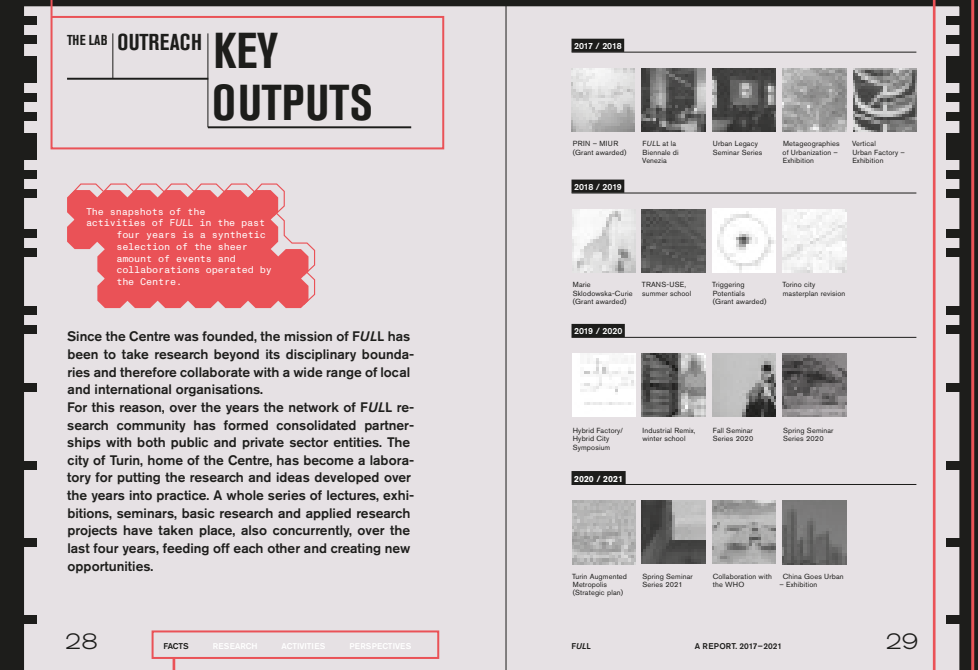 THE LAB OUTREACH KEY
OUTPUTS
The snapshots of the
activities of FULL in the past
four years is a synthetic
selection of the sheer
amount of events and
collaborations operated by
the Centre.
Since the Centre was founded, the mission of FULL has
been to take research beyond its disciplinary bounda-
ries and therefore collaborate with a wide range of local
and international organisations.
For this reason, over the years the network of FULL re-
search community has formed consolidated partner-
ships with both public and private sector entities. The
city of Turin, home of the Centre, has become a labora-
tory for putting the research and ideas developed over
the years into practice. A whole series of lectures, exhi-
bitions, seminars, basic research and applied research
projects have taken place, also concurrently, over the
last four years, feeding off each other and creating new
opportunities.
28
FACTS RESEARCH ACTIVITIES PERSPECTIVES
2017 / 2018
PRIN – MIUR
(Grant awarded)
FULL at la
Biennale di
Venezia
Urban Legacy
Seminar Series
Metageographies
of Urbanization –
Exhibition
Vertical
Urban Factory –
Exhibition
2018 / 2019
Marie
Sklodowska-Curie
(Grant awarded)
TRANS-USE,
summer school
Triggering
Potentials
(Grant awarded)
Torino city
masterplan revision
2019 / 2020
Hybrid Factory/
Hybrid City
Symposium
Industrial Remix,
winter school
Fall Seminar
Series 2020
Spring Seminar
Series 2020
2020 / 2021
Turin Augmented
Metropolis
(Strategic plan)
Spring Seminar
Series 2021
Collaboration with
the WHO
China Goes Urban
– Exhibition
FULL
A REPORT. 2017–2021
29